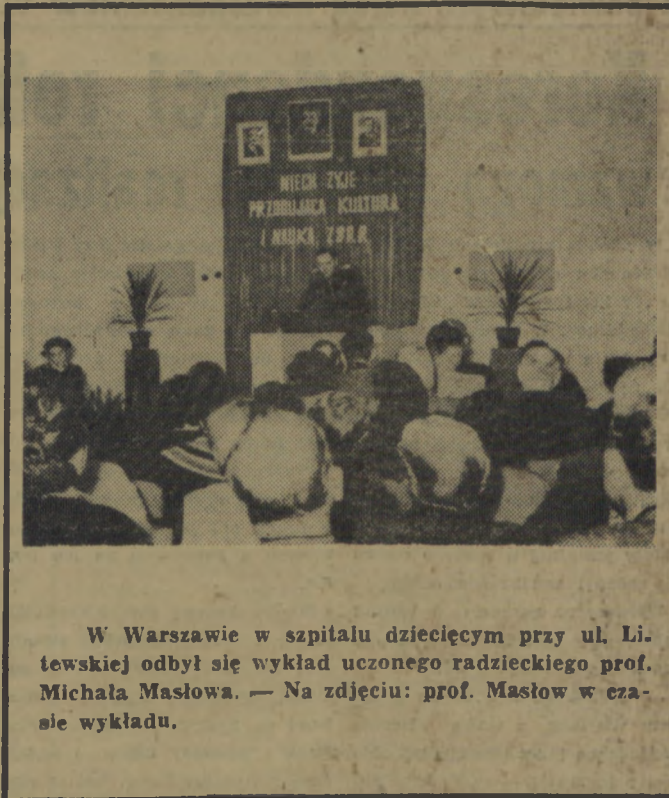 NIECH ŻYJE
PRZODUJĄCA KULTURA
I NAUKA ZSRR
W Warszawie w szpitalu dziecięcym przy ul. Li-
tewskiej odbył się wykład uczonego radzieckiego prof.
Michała Masłowa. — Na zdjęciu: prof. Masłow w cza-
sie wykładu.